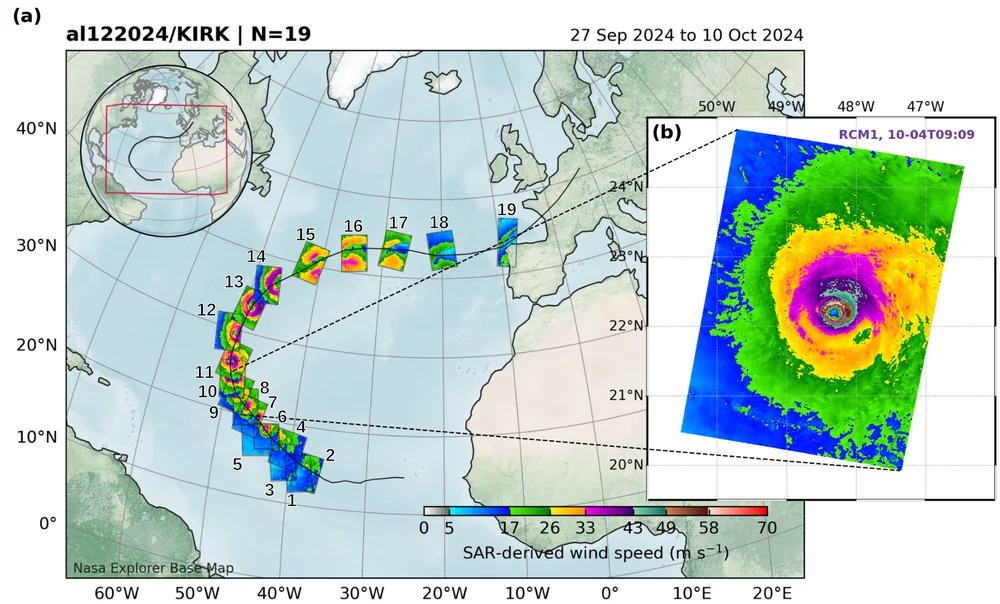 (a)
al122024/KIRK | N=19
27 Sep 2024 to 10 Oct 2024
50°W 49°W 48°W 47°W
(b)
RCM1, 10-04T09:09
40°N
30°N
20°N
10°N
0°
24°N
23°N
22°N
21°N
20°N
19
18
17
16
15
14
13
12
11
10
9
8
7
6
5
4
3
2
1
0 5 17 26 33 43 49 58 70
SAR-derived wind speed (m s⁻¹)
Nasa Explorer Base Map
60°W 50°W 40°W 30°W 20°W 10°W 0° 10°E 20°E